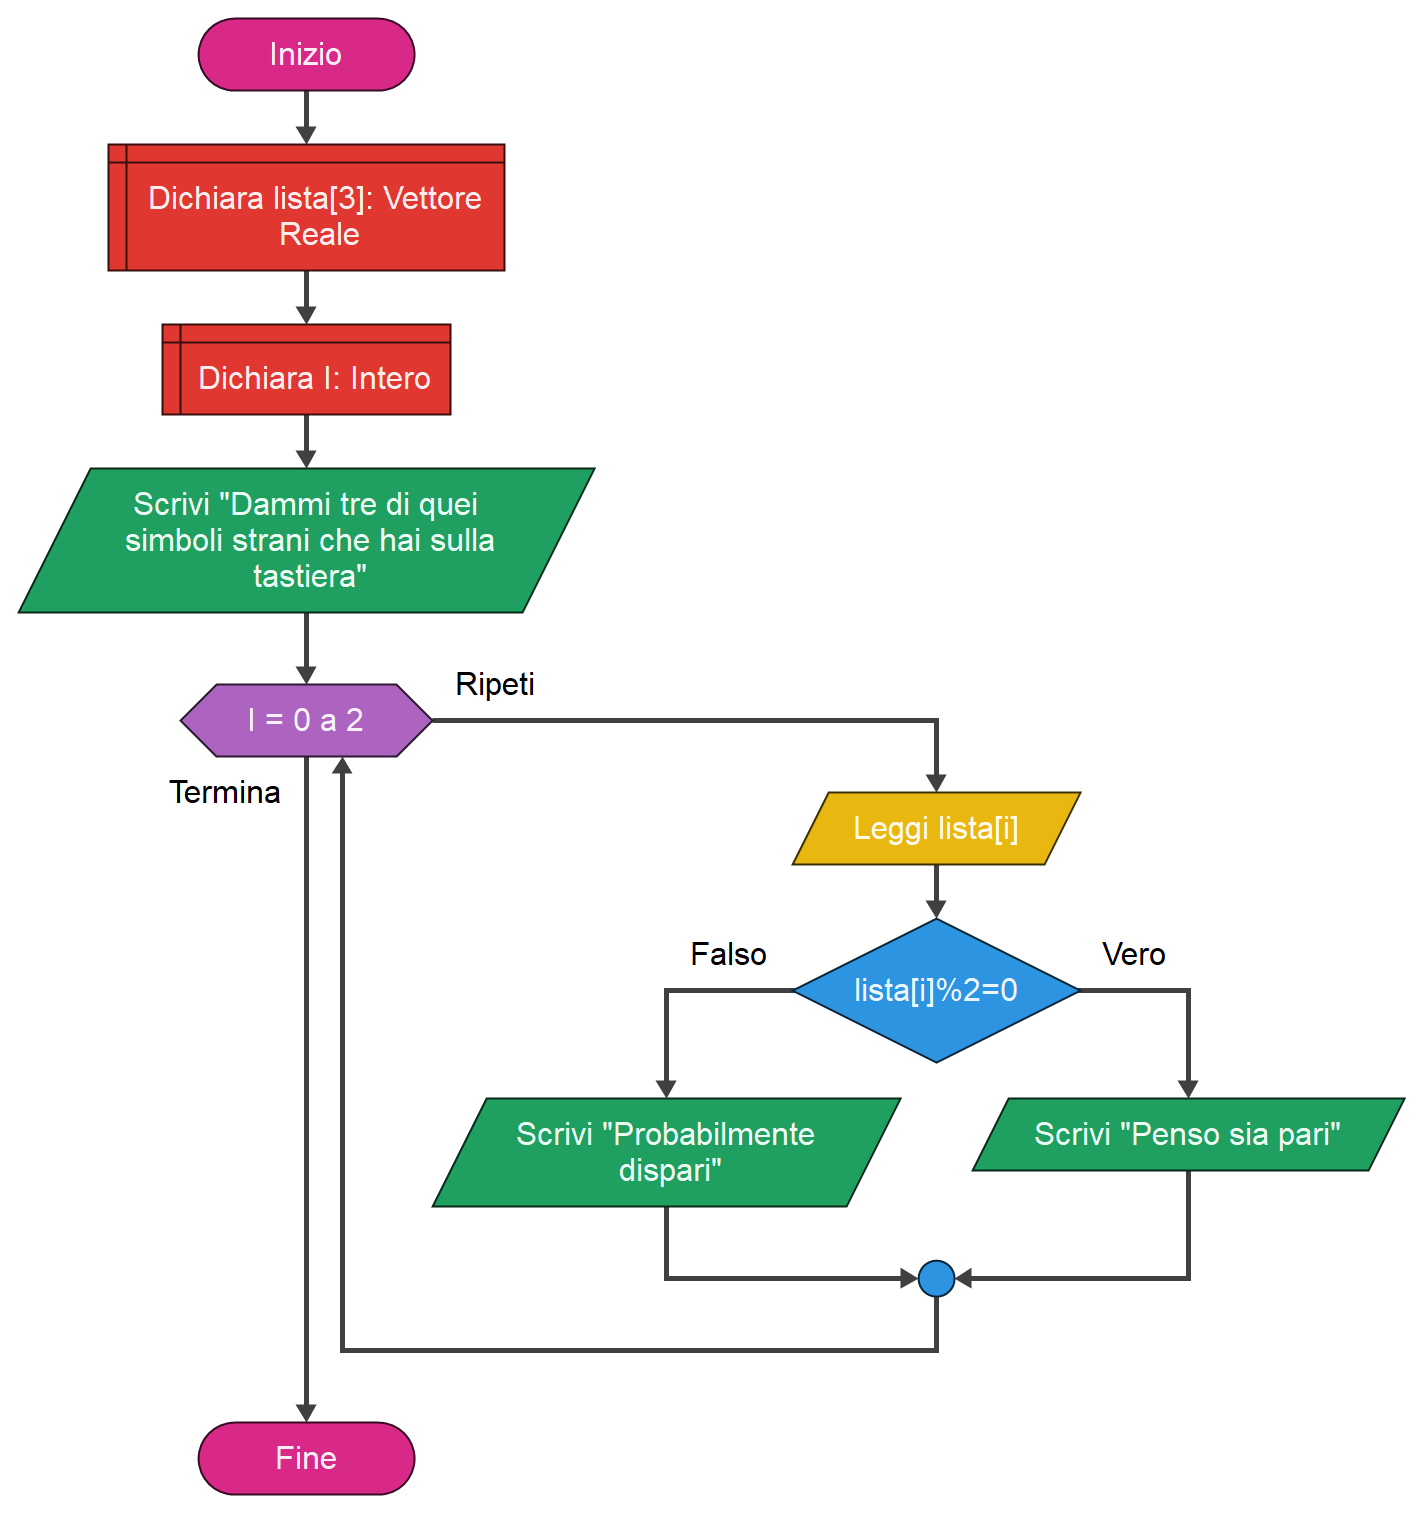 Inizio
Dichiara lista[3]: Vettore
Reale
Dichiara I: Intero
Scrivi "Dammi tre di quei
simboli strani che hai sulla
tastiera"
I = 0 a 2
Ripeti
Termina
Leggi lista[i]
lista[i]%2=0
Falso
Vero
Scrivi "Probabilmente
dispari"
Scrivi "Penso sia pari"
Fine